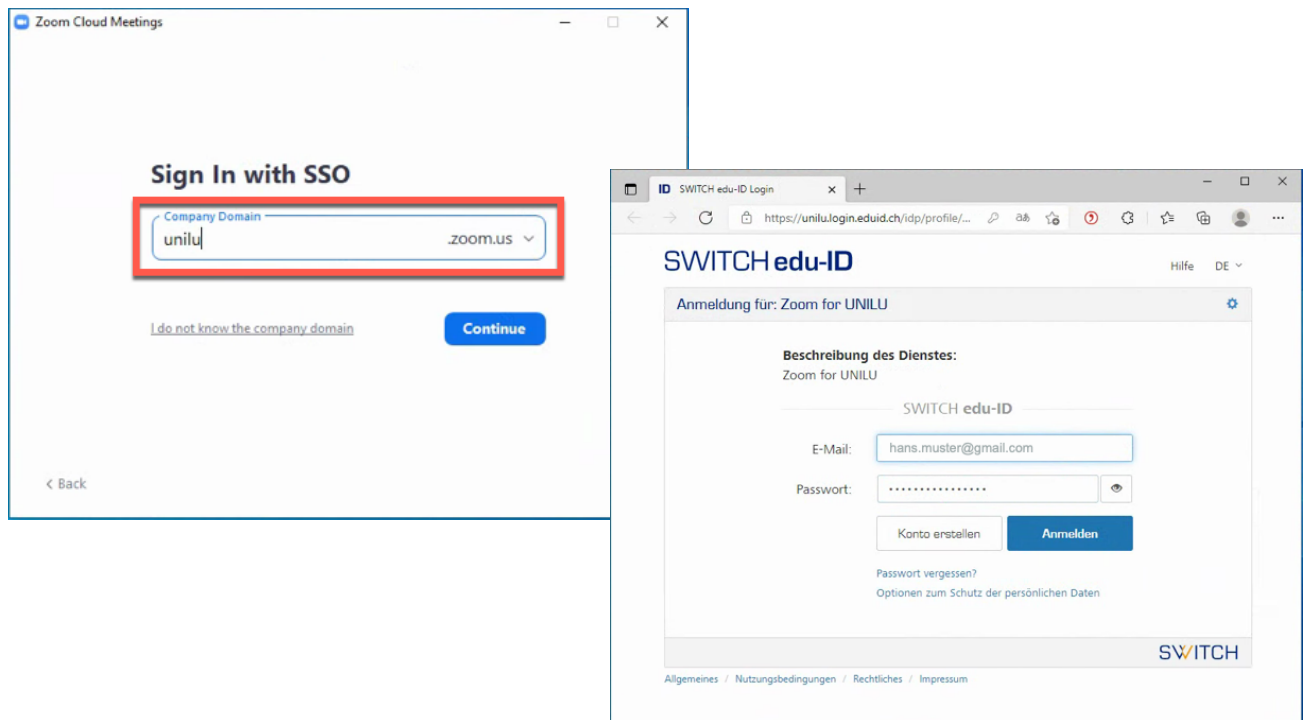 Zoom Cloud Meetings
Sign In with SSO
Company Domain
unilu .zoom.us
I do not know the company domain
Continue
< Back
ID SWITCH edu-ID Login
https://unilu.login.eduid.ch/idp/profile/...
SWITCH edu-ID
Hilfe DE
Anmeldung für: Zoom for UNILU
Beschreibung des Dienstes:
Zoom for UNILU
SWITCH edu-ID
E-Mail: hans.muster@gmail.com
Passwort: ················
Konto erstellen Anmelden
Passwort vergessen?
Optionen zum Schutz der persönlichen Daten
SWITCH
Allgemeines / Nutzungsbedingungen / Rechtliches / Impressum